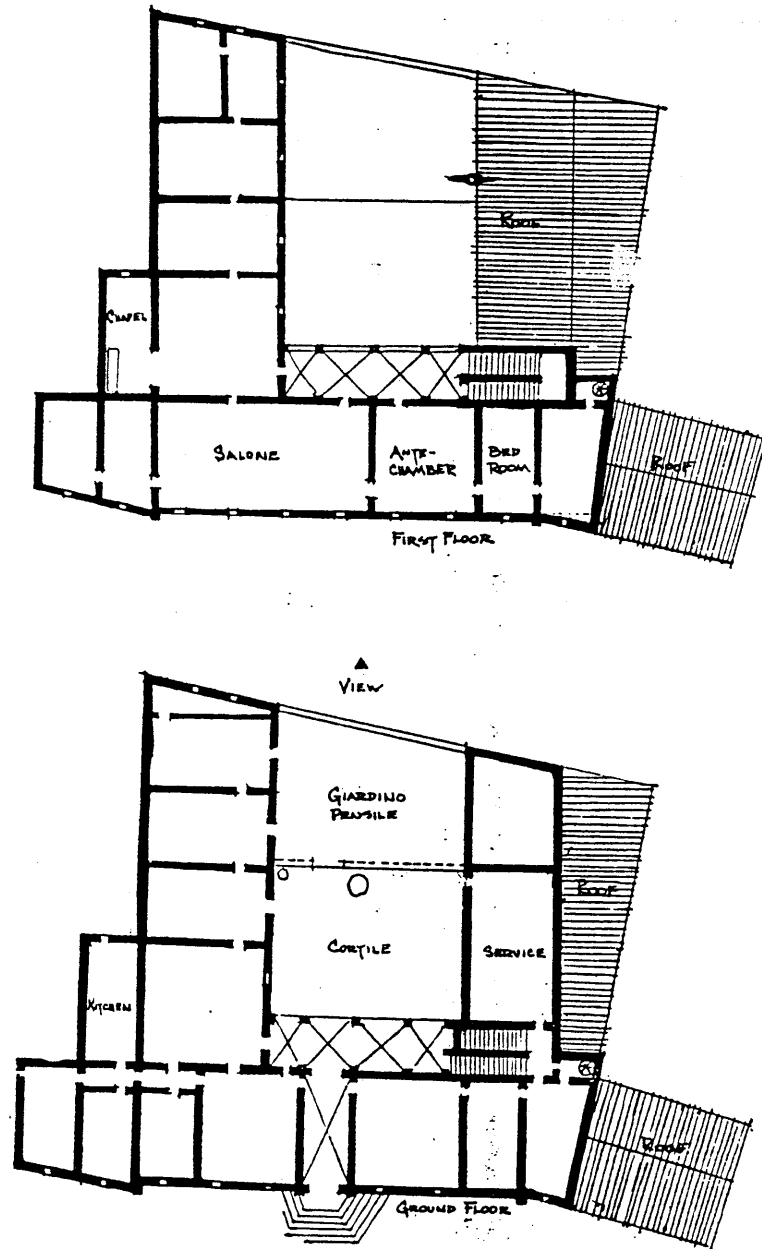 ROOF
CHAPEL
SALONE
ANTE-
CHAMBER
BED
ROOM
ROOF
FIRST FLOOR
VIEW
GIARDINO
PENSILE
ROOF
CORTILE
SERVICE
KITCHEN
ROOF
GROUND FLOOR